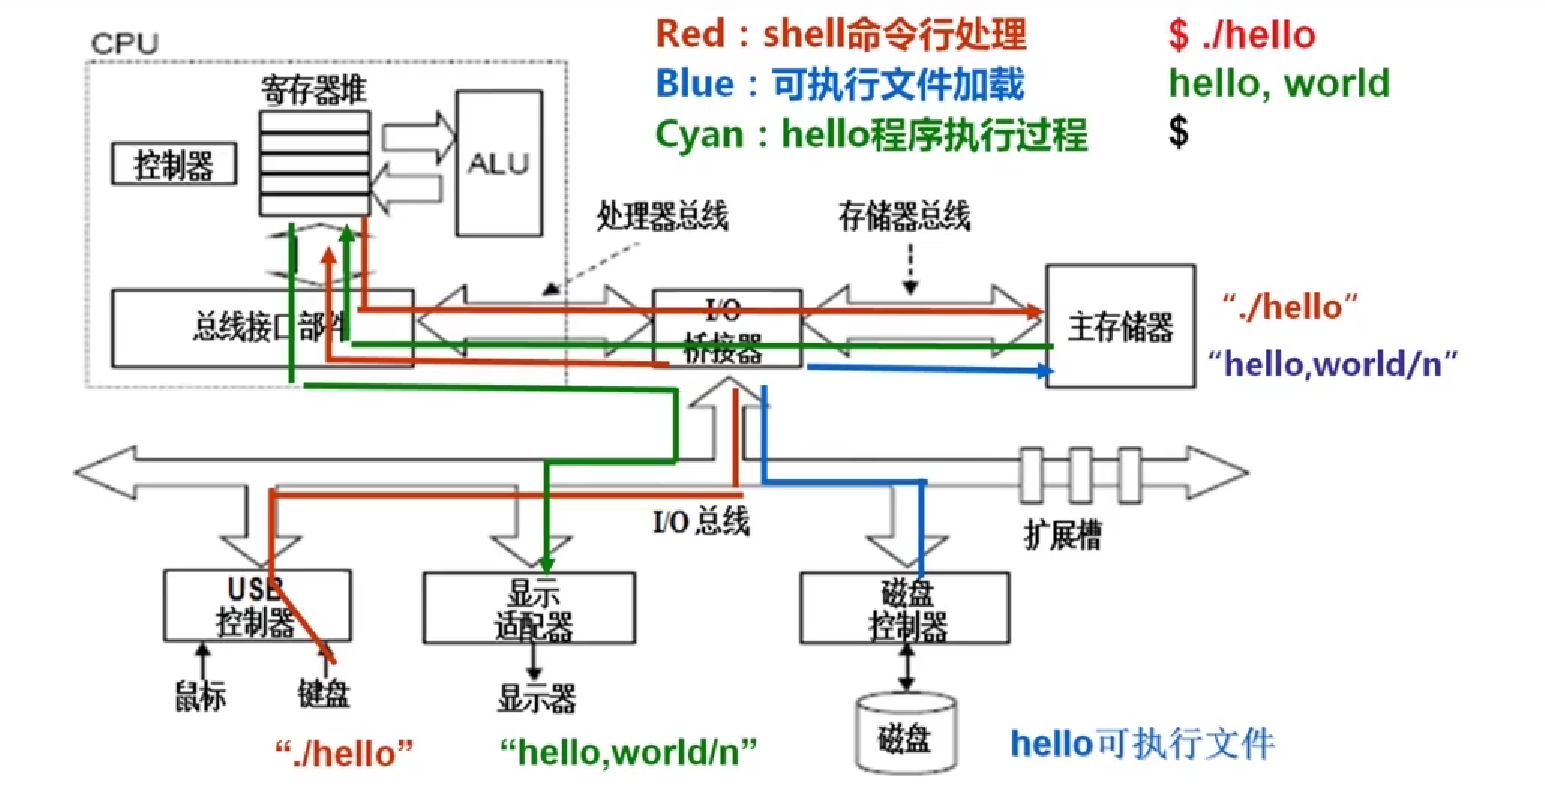 CPU
Red：shell命令行处理
$ ./hello
Blue：可执行文件加载
hello, world
Cyan：hello程序执行过程
$
寄存器堆
控制器
ALU
处理器总线
存储器总线
总线接口部件
I/O
桥接器
主存储器
“./hello”
“hello,world/n”
I/O 总线
扩展槽
USB
控制器
显示
适配器
磁盘
控制器
鼠标
键盘
显示器
磁盘
“./hello”
“hello,world/n”
hello可执行文件